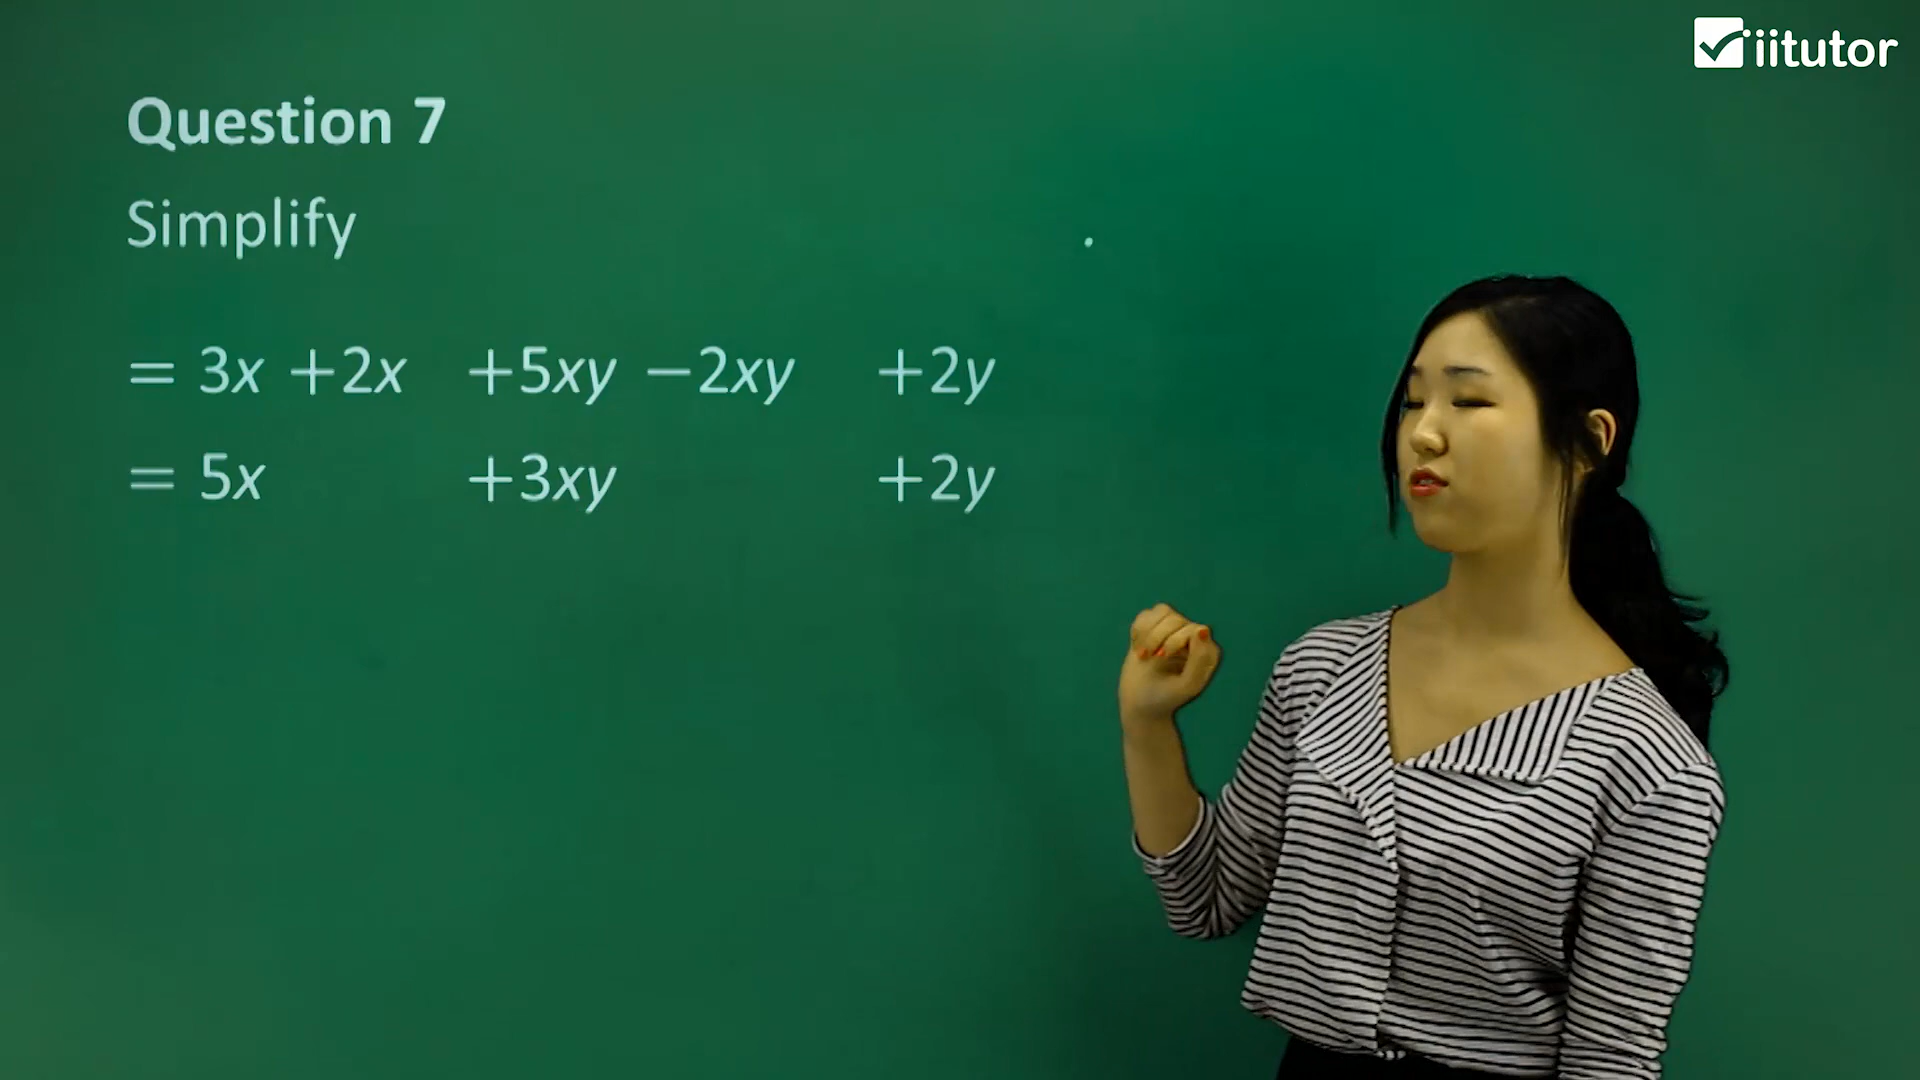 iitutor
Question 7
Simplify
= 3x +2x +5xy −2xy +2y
= 5x +3xy +2y